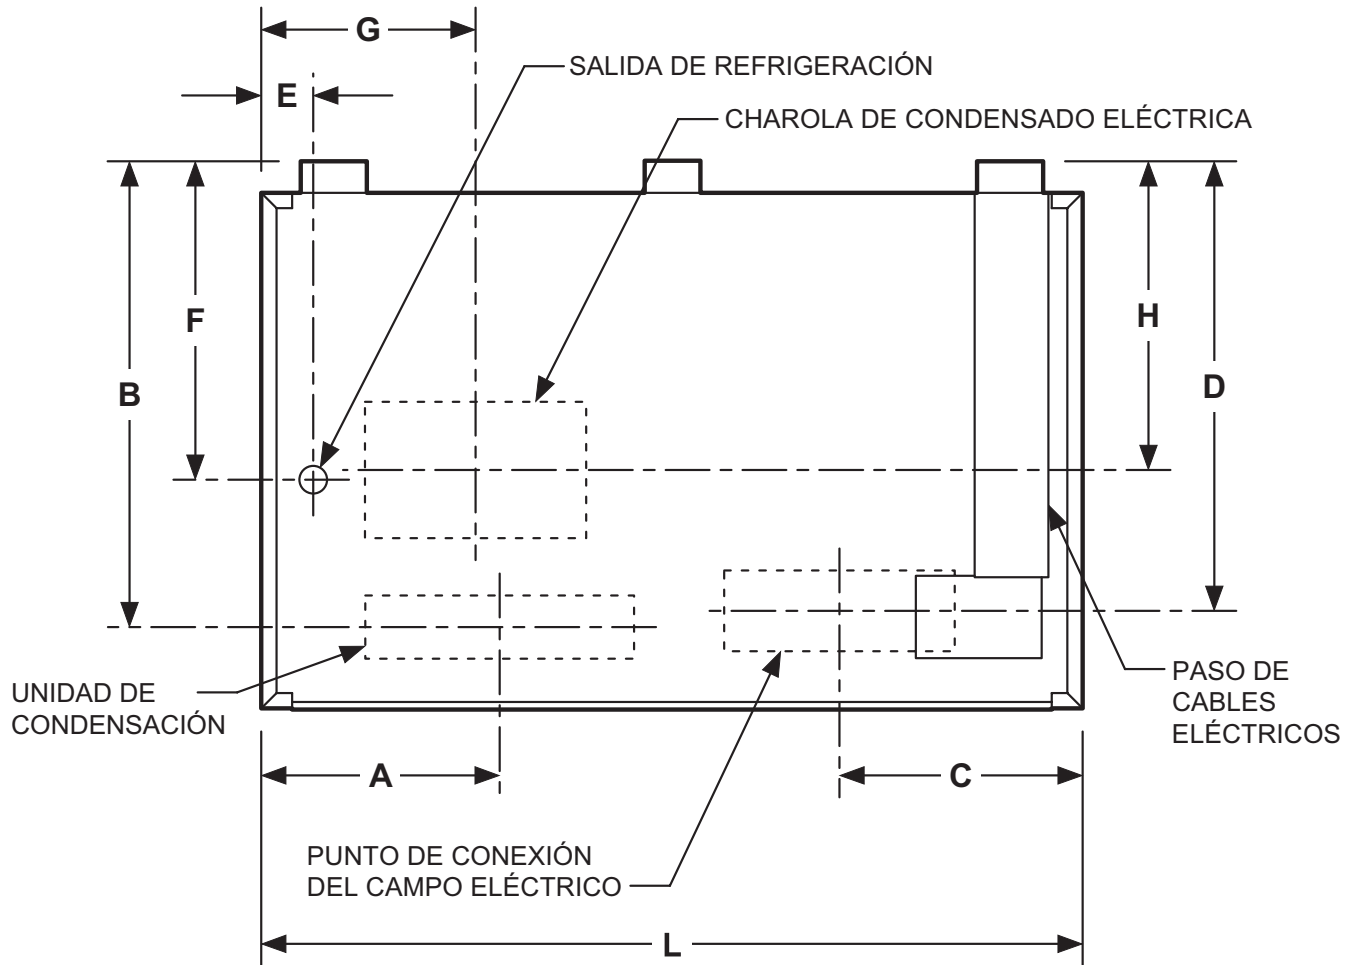 G
SALIDA DE REFRIGERACIÓN
E
CHAROLA DE CONDENSADO ELÉCTRICA
F
H
B
D
UNIDAD DE
CONDENSACIÓN
PASO DE
CABLES
ELÉCTRICOS
A
C
PUNTO DE CONEXIÓN
DEL CAMPO ELÉCTRICO
L